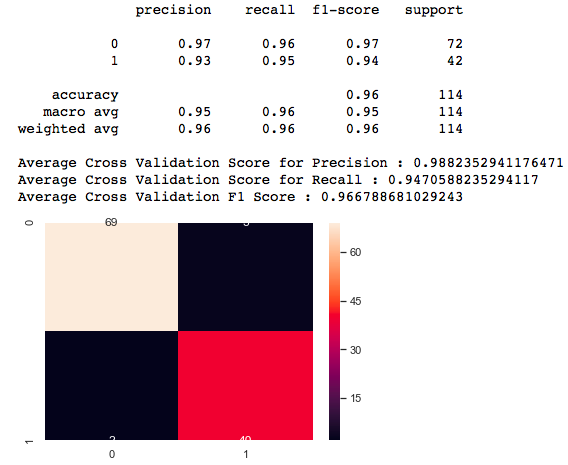 precision recall f1-score support
0 0.97 0.96 0.97 72
1 0.93 0.95 0.94 42
accuracy 0.96 114
macro avg 0.95 0.96 0.95 114
weighted avg 0.96 0.96 0.96 114
Average Cross Validation Score for Precision : 0.9882352941176471
Average Cross Validation Score for Recall : 0.9470588235294117
Average Cross Validation F1 Score : 0.966788681029243
0
69
60
45
30
15
1
0 1